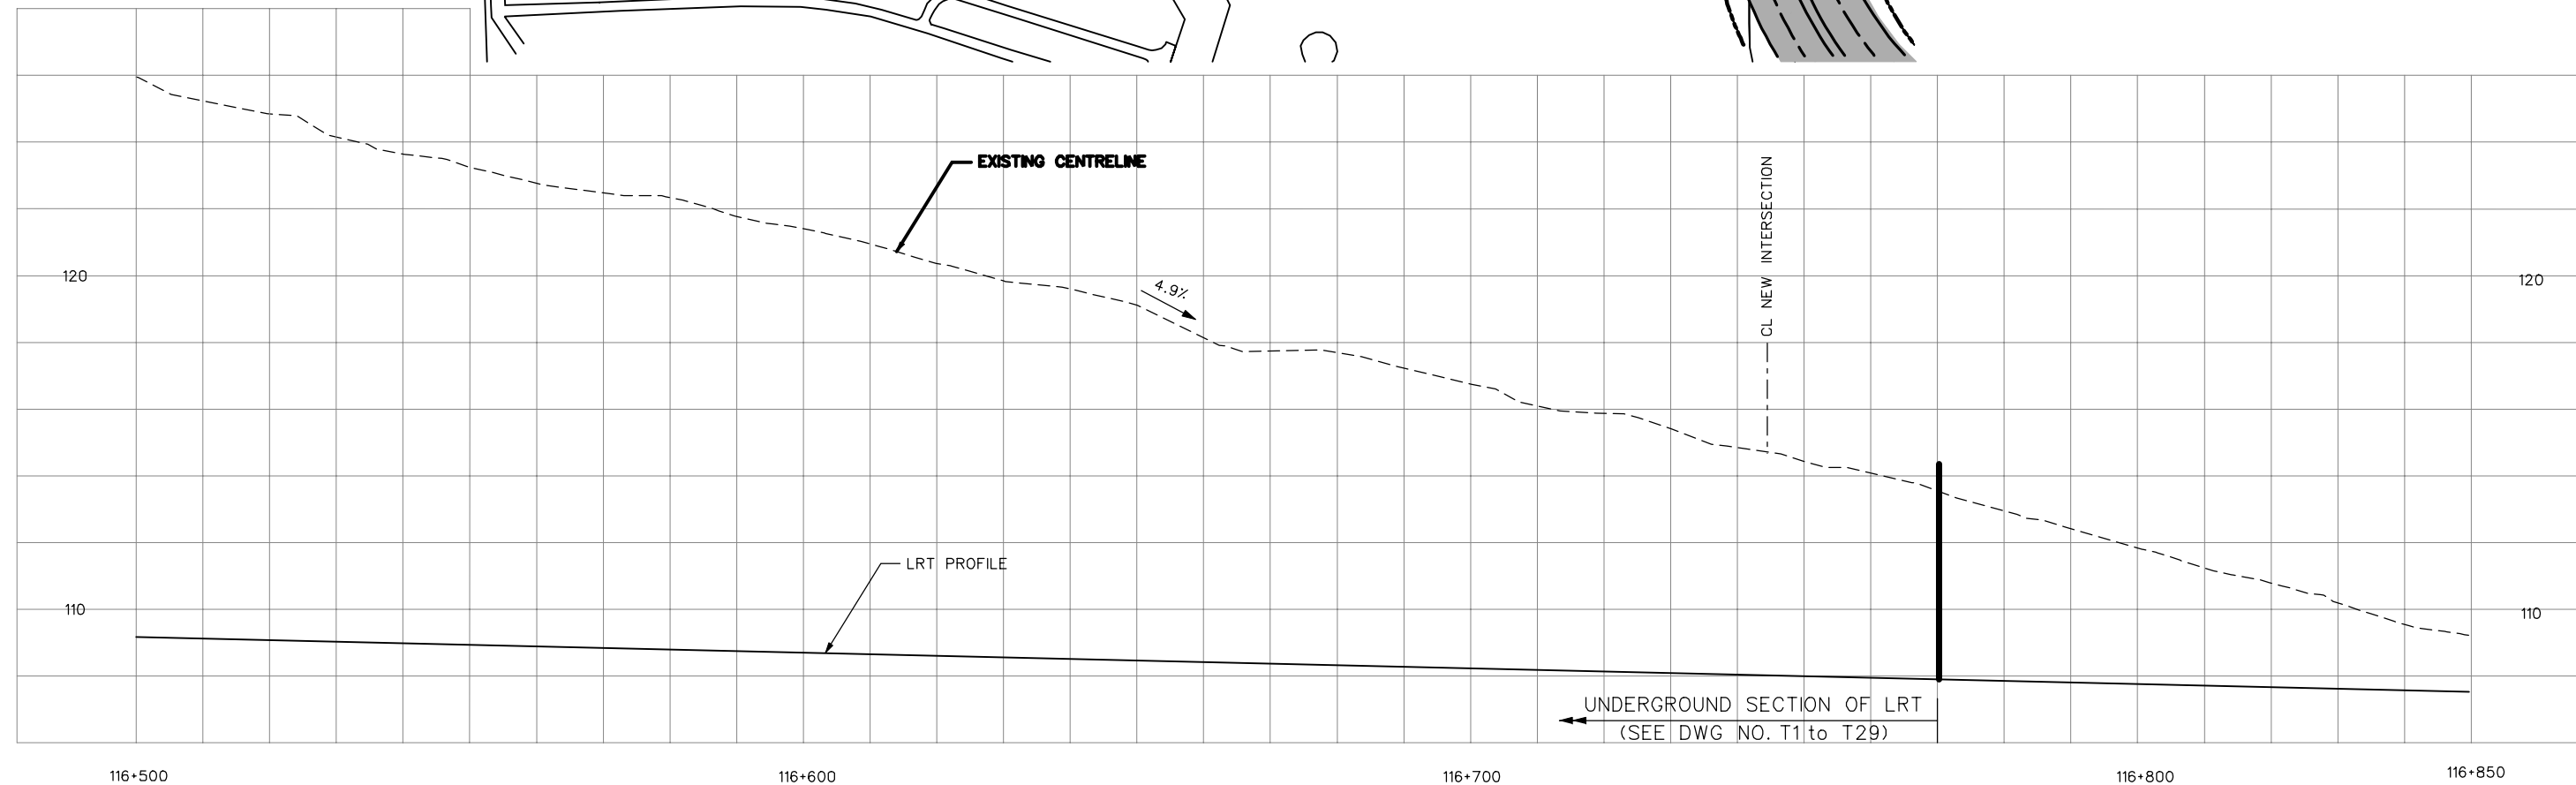 EXISTING CENTRELINE
CL NEW INTERSECTION
120
4.9%
120
LRT PROFILE
110
110
UNDERGROUND SECTION OF LRT
(SEE DWG NO. T1 to T29)
116+500
116+600
116+700
116+800
116+850